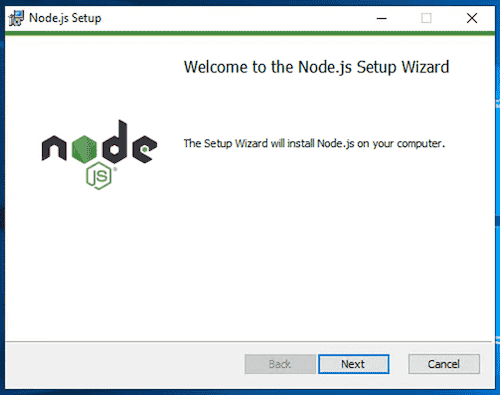 Node.js Setup
Welcome to the Node.js Setup Wizard
The Setup Wizard will install Node.js on your computer.
node
JS®
Back
Next
Cancel